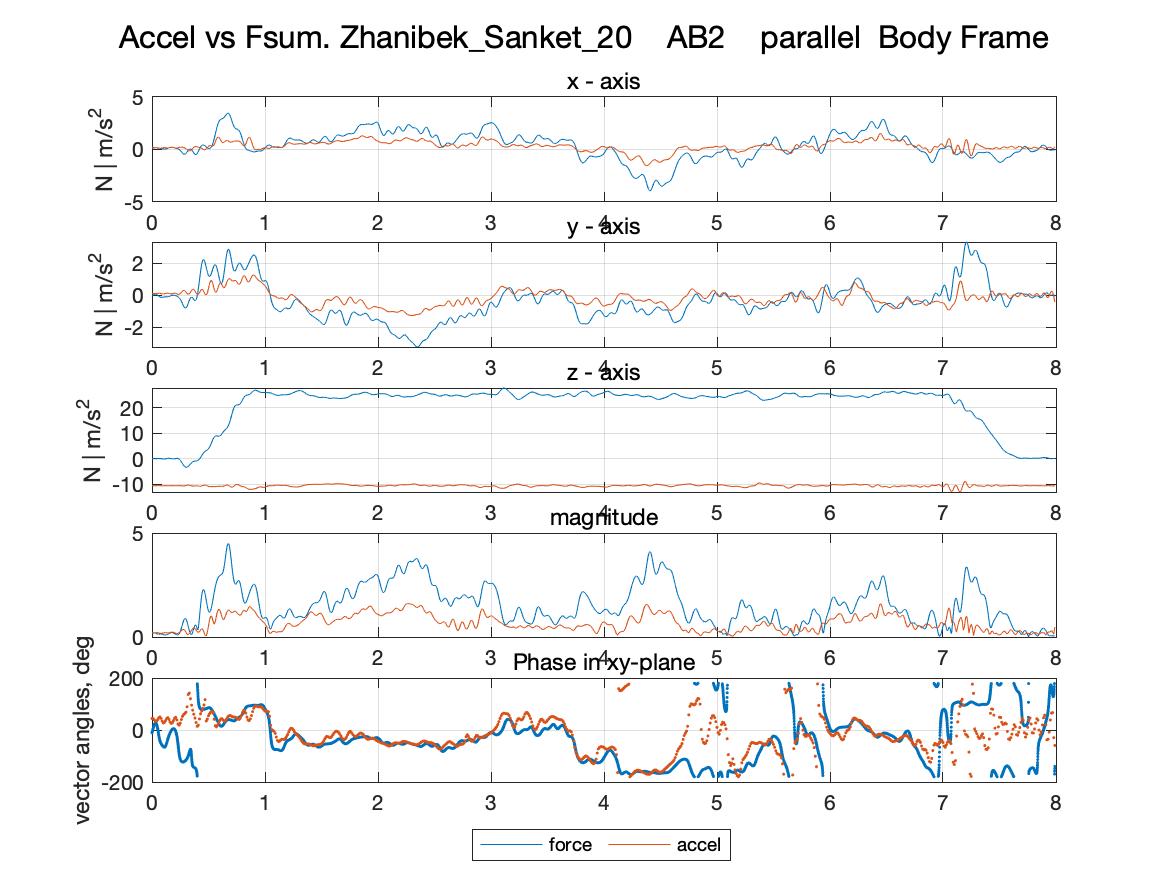 Accel vs Fsum. Zhanibek_Sanket_20 AB2 parallel Body Frame
x - axis
N | m/s2
5
0
-5
0 1 2 3 4 5 6 7 8
y - axis
N | m/s2
2
0
-2
0 1 2 3 4 5 6 7 8
z - axis
N | m/s2
20
10
0
-10
0 1 2 3 4 5 6 7 8
magnitude
5
0
0 1 2 3 4 5 6 7 8
Phase in xy-plane
vector angles, deg
200
0
-200
0 1 2 3 4 5 6 7 8
force accel